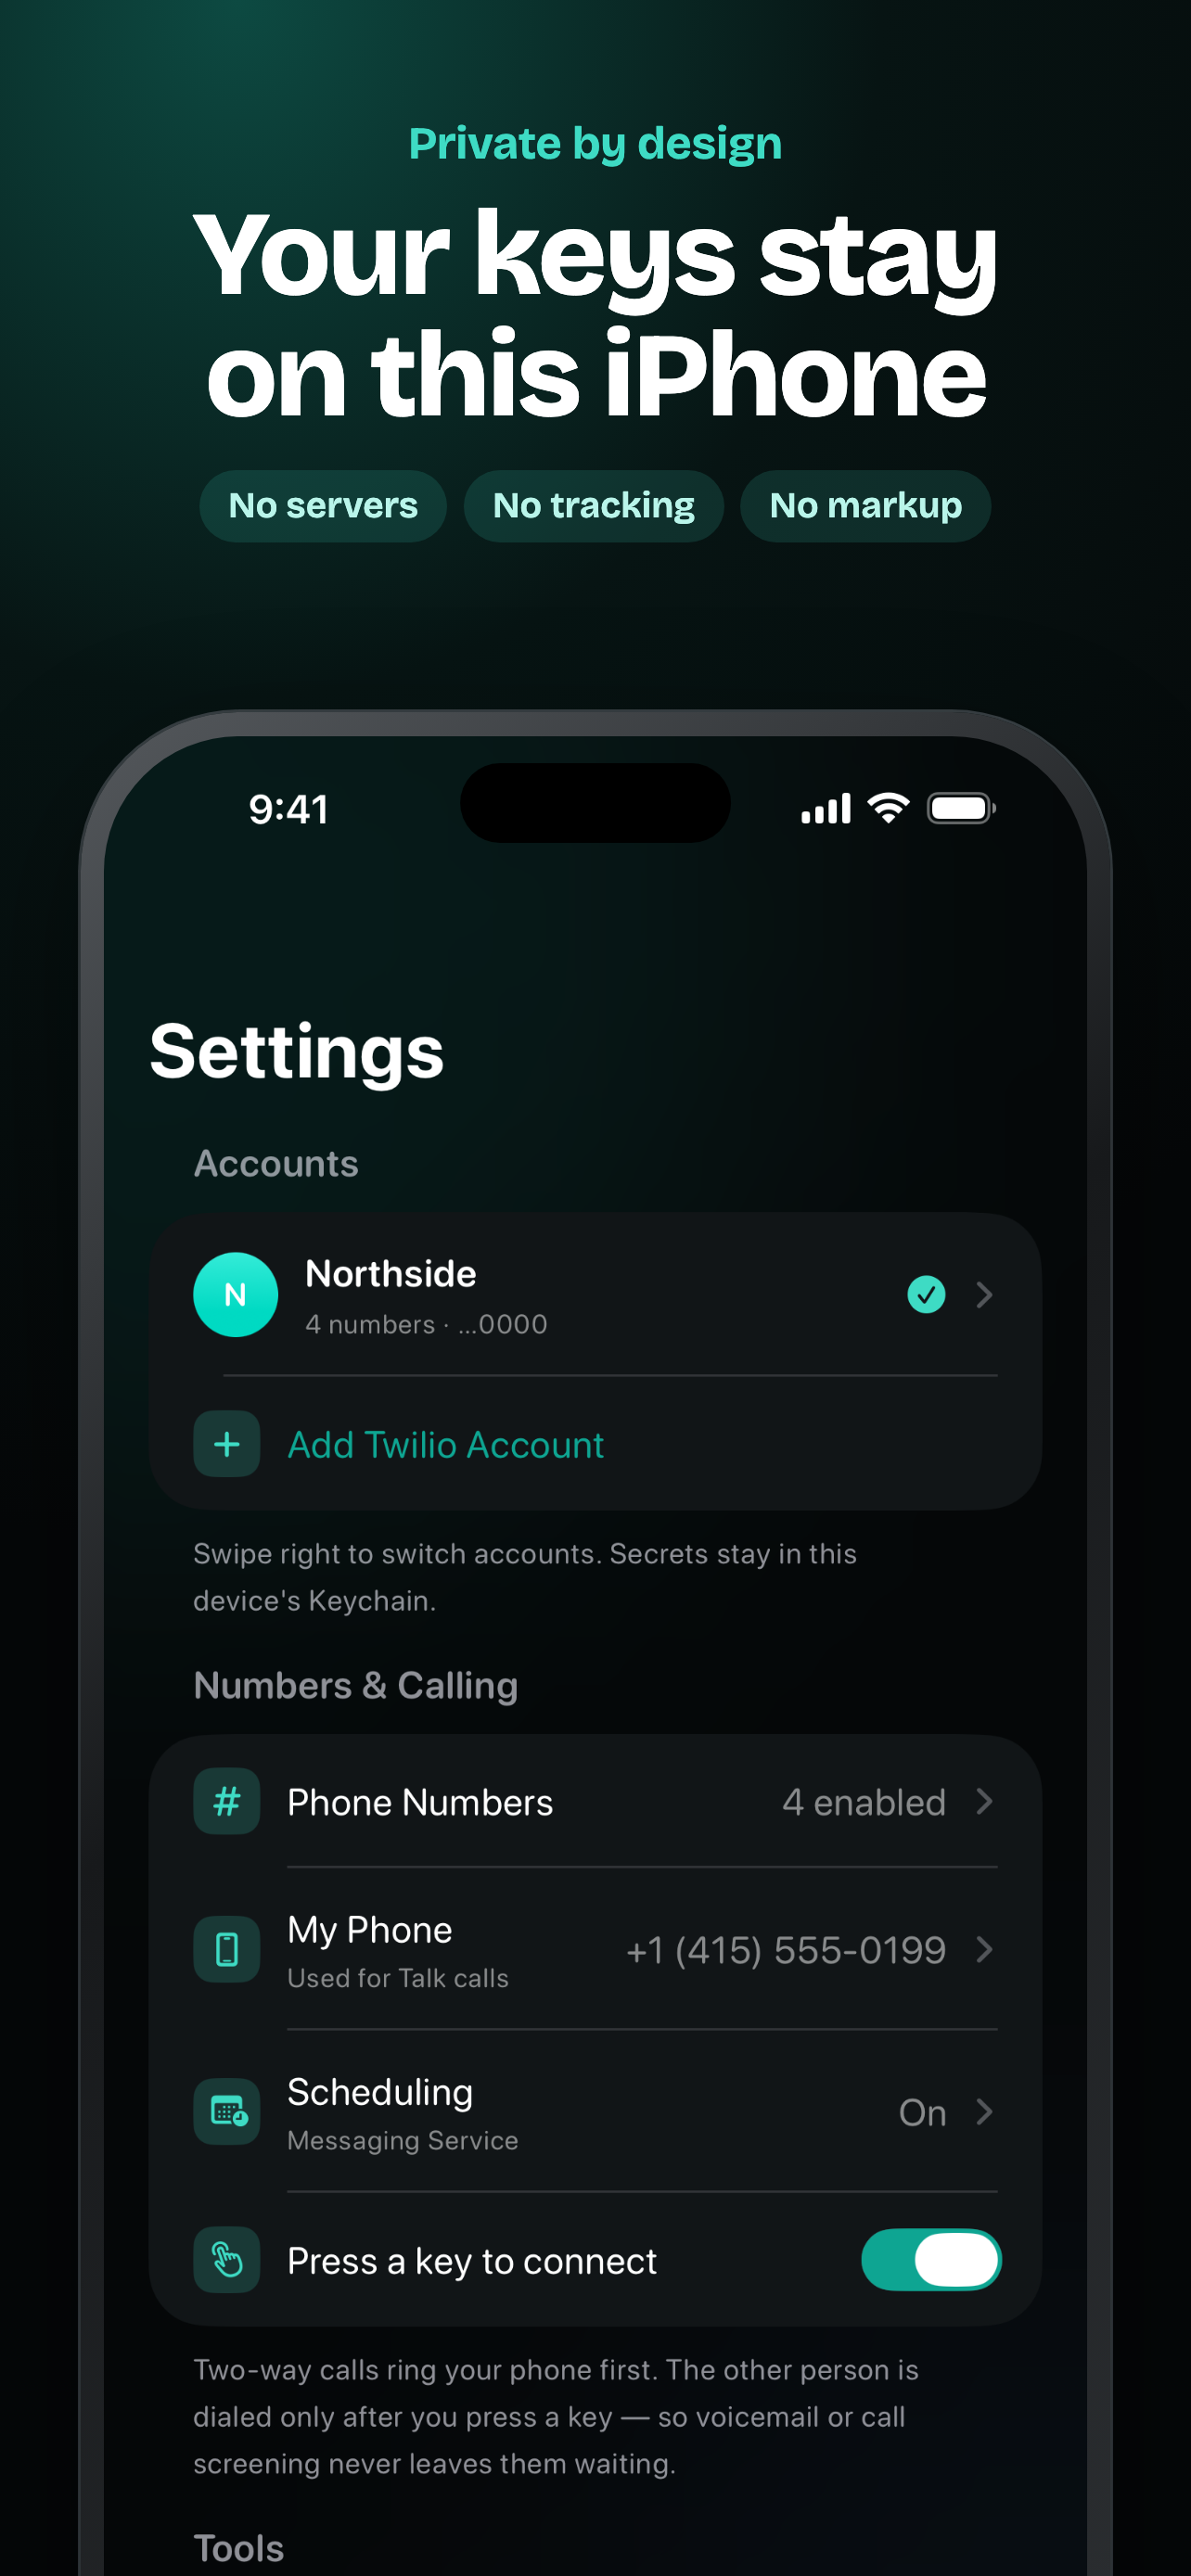 Private by design
Your keys stay
on this iPhone
No servers
No tracking
No markup
9:41
Settings
Accounts
N
Northside
4 numbers · ...0000
Add Twilio Account
Swipe right to switch accounts. Secrets stay in this
device's Keychain.
Numbers & Calling
Phone Numbers
4 enabled
My Phone
Used for Talk calls
+1 (415) 555-0199
Scheduling
Messaging Service
On
Press a key to connect
Two-way calls ring your phone first. The other person is
dialed only after you press a key — so voicemail or call
screening never leaves them waiting.
Tools